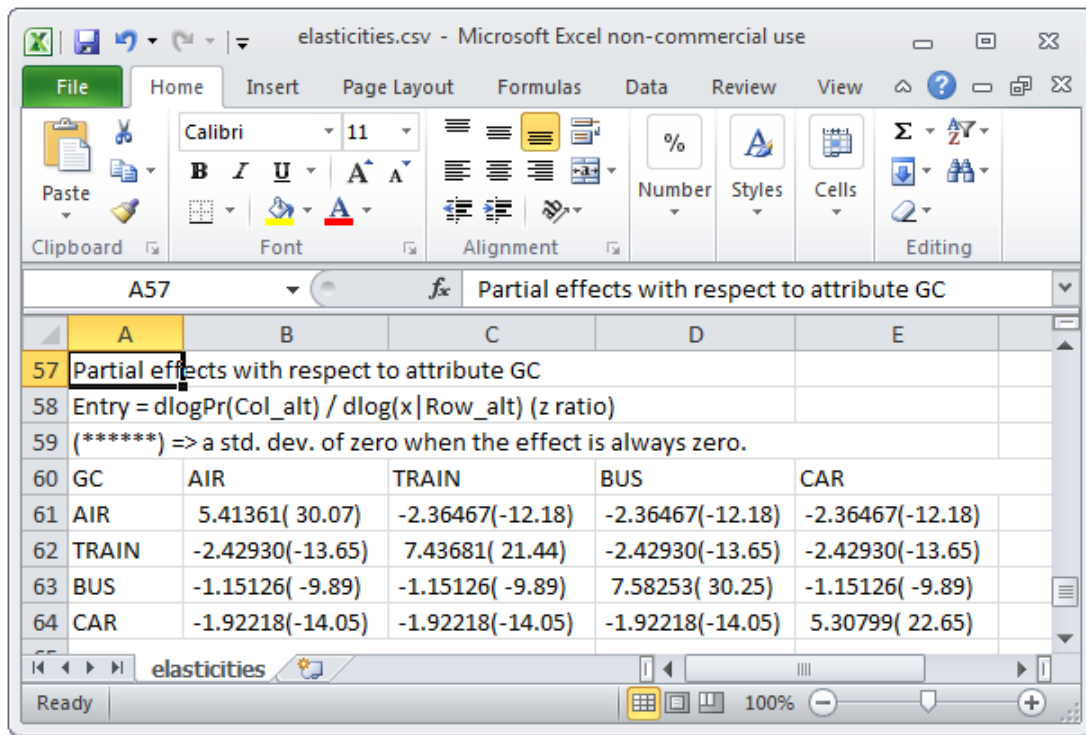 elasticities.csv - Microsoft Excel non-commercial use
File Home Insert Page Layout Formulas Data Review View
Calibri 11
B I U A A
Paste Number Styles Cells
Clipboard Font Alignment Editing
A57 fx Partial effects with respect to attribute GC
A B C D E
57 Partial effects with respect to attribute GC
58 Entry = dlogPr(Col_alt) / dlog(x|Row_alt) (z ratio)
59 (******) => a std. dev. of zero when the effect is always zero.
60 GC AIR TRAIN BUS CAR
61 AIR 5.41361( 30.07) -2.36467(-12.18) -2.36467(-12.18) -2.36467(-12.18)
62 TRAIN -2.42930(-13.65) 7.43681( 21.44) -2.42930(-13.65) -2.42930(-13.65)
63 BUS -1.15126( -9.89) -1.15126( -9.89) 7.58253( 30.25) -1.15126( -9.89)
64 CAR -1.92218(-14.05) -1.92218(-14.05) -1.92218(-14.05) 5.30799( 22.65)
elasticities
Ready 100%